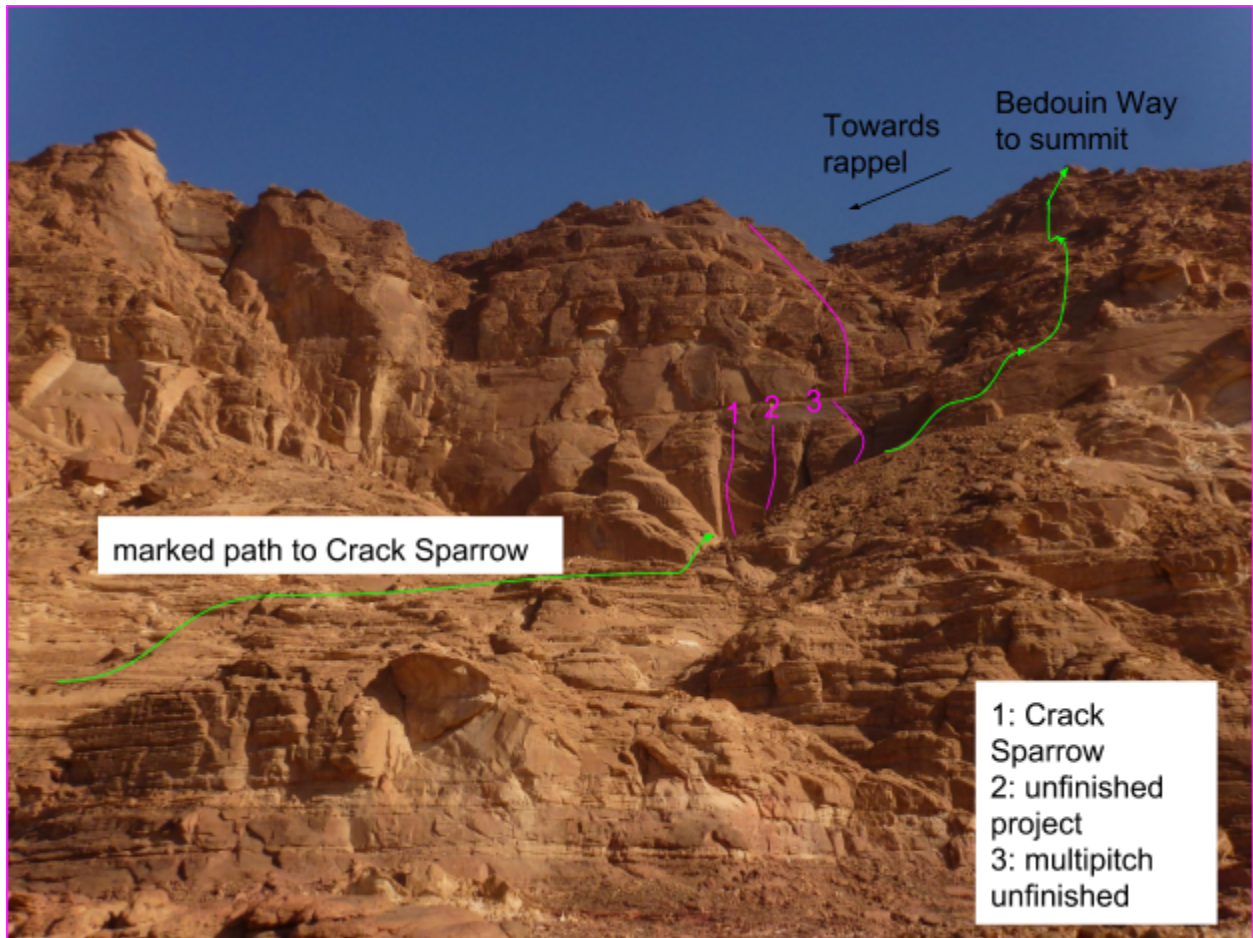 Towards
rappel
Bedouin Way
to summit
1
2
3
marked path to Crack Sparrow
1: Crack
Sparrow
2: unfinished
project
3: multipitch
unfinished